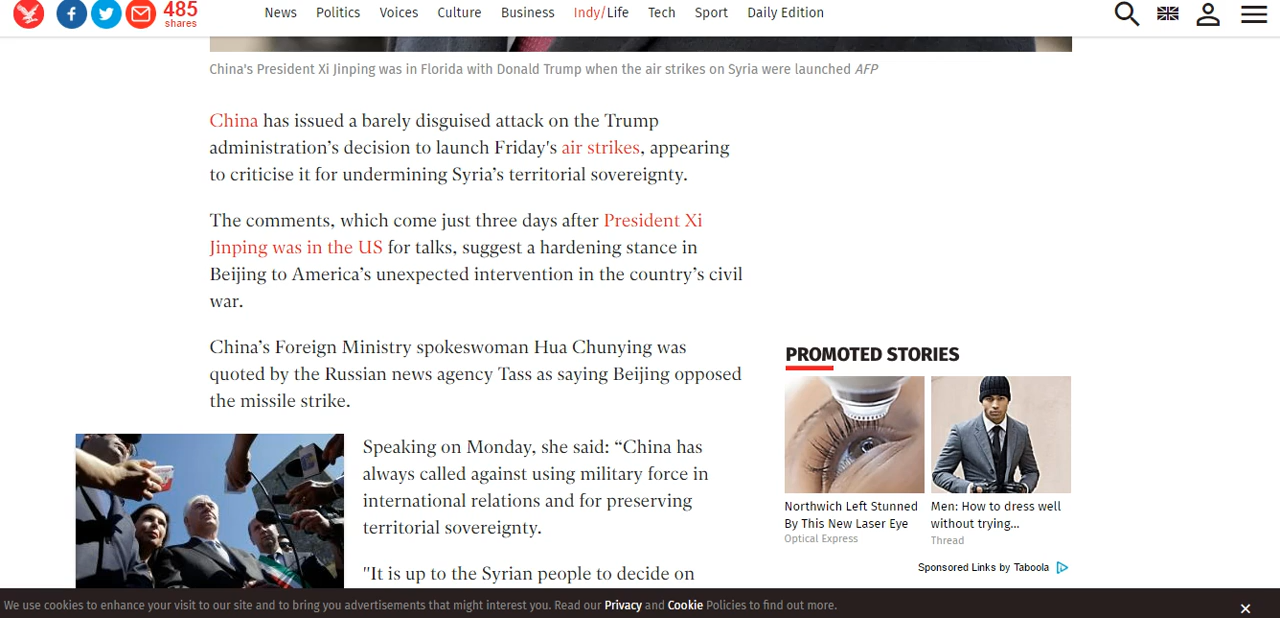 485
shares
News Politics Voices Culture Business Indy/Life Tech Sport Daily Edition
China's President Xi Jinping was in Florida with Donald Trump when the air strikes on Syria were launched AFP
China has issued a barely disguised attack on the Trump
administration’s decision to launch Friday's air strikes, appearing
to criticise it for undermining Syria’s territorial sovereignty.
The comments, which come just three days after President Xi
Jinping was in the US for talks, suggest a hardening stance in
Beijing to America’s unexpected intervention in the country’s civil
war.
China’s Foreign Ministry spokeswoman Hua Chunying was
quoted by the Russian news agency Tass as saying Beijing opposed
the missile strike.
Speaking on Monday, she said: “China has
always called against using military force in
international relations and for preserving
territorial sovereignty.
"It is up to the Syrian people to decide on
PROMOTED STORIES
Northwich Left Stunned
By This New Laser Eye
Optical Express
Men: How to dress well
without trying...
Thread
Sponsored Links by Taboola
We use cookies to enhance your visit to our site and to bring you advertisements that might interest you. Read our Privacy and Cookie Policies to find out more.